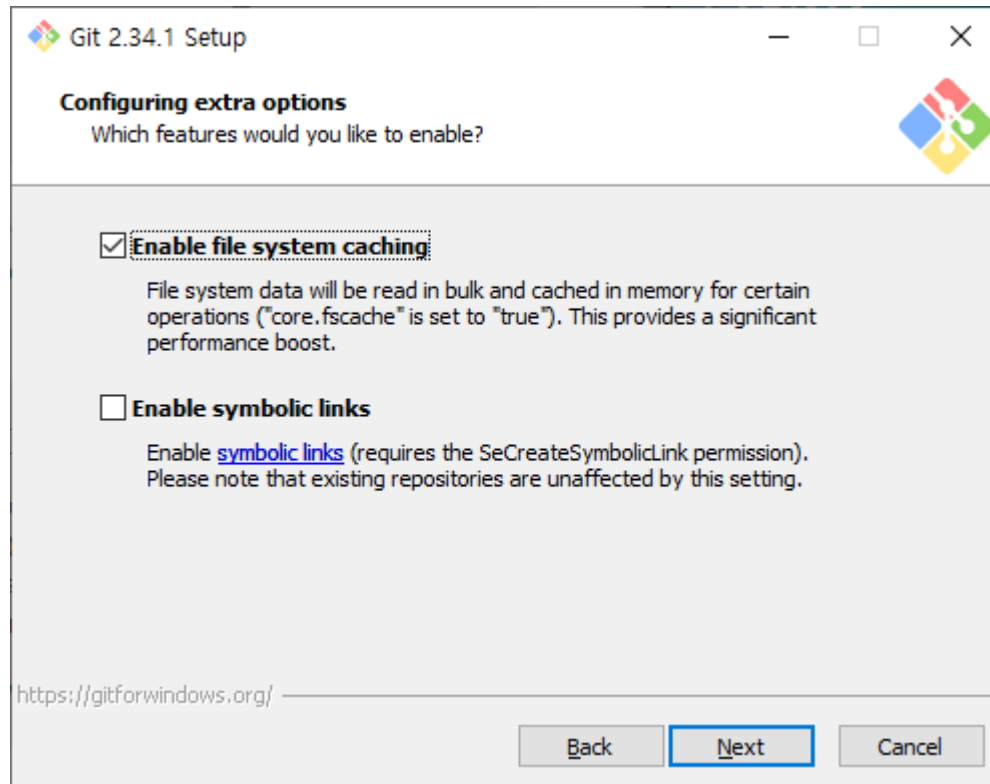 Git 2.34.1 Setup
Configuring extra options
Which features would you like to enable?
Enable file system caching
File system data will be read in bulk and cached in memory for certain
operations ("core.fscache" is set to "true"). This provides a significant
performance boost.
Enable symbolic links
Enable symbolic links (requires the SeCreateSymbolicLink permission).
Please note that existing repositories are unaffected by this setting.
https://gitforwindows.org/
Back
Next
Cancel